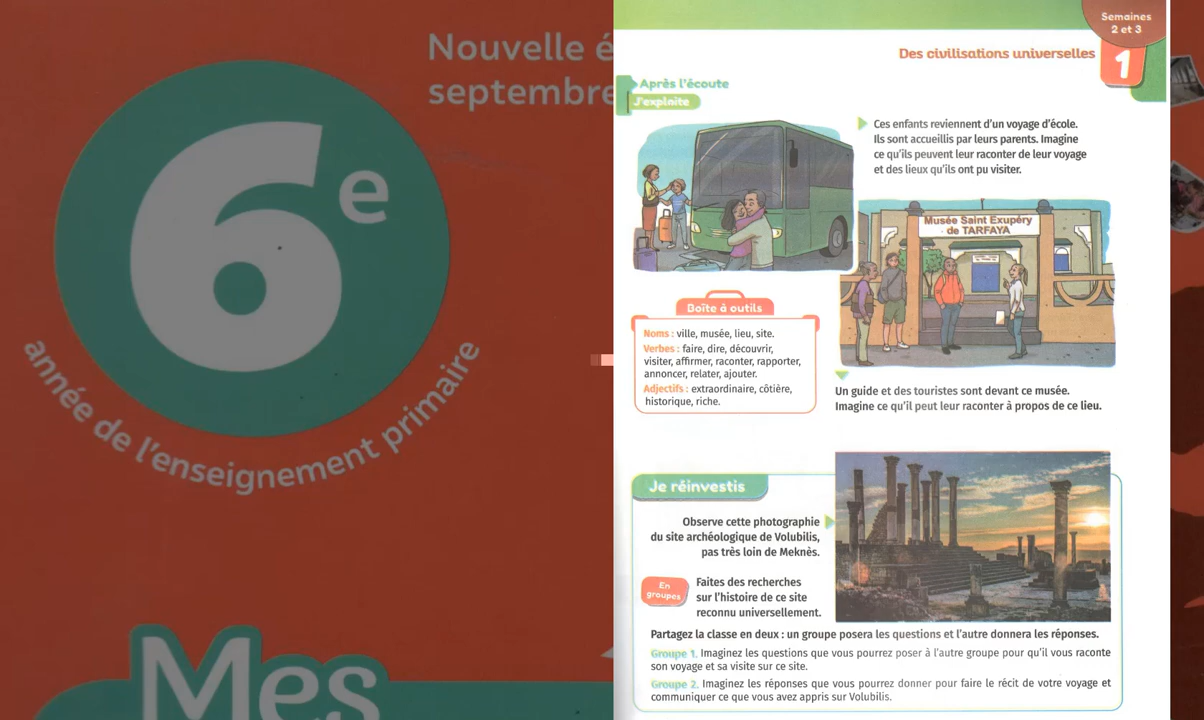 Nouvelle é
septembre
6e
année de l'enseignement primaire
Mes
Semaines
2 et 3
Des civilisations universelles
1
Après l'écoute
J'exploite
Ces enfants reviennent d'un voyage d'école.
Ils sont accueillis par leurs parents. Imagine
ce qu'ils peuvent leur raconter de leur voyage
et des lieux qu'ils ont pu visiter.
Musée Saint Exupéry
de TARFAYA
Boîte à outils
Noms : ville, musée, lieu, site.
Verbes : faire, dire, découvrir,
visiter, affirmer, raconter, rapporter,
annoncer, relater, ajouter.
Adjectifs : extraordinaire, côtière,
historique, riche.
Un guide et des touristes sont devant ce musée.
Imagine ce qu'il peut leur raconter à propos de ce lieu.
Je réinvestis
Observe cette photographie
du site archéologique de Volubilis,
pas très loin de Meknès.
En
groupes
Faites des recherches
sur l'histoire de ce site
reconnu universellement.
Partagez la classe en deux : un groupe posera les questions et l'autre donnera les réponses.
Groupe 1. Imaginez les questions que vous pourrez poser à l'autre groupe pour qu'il vous raconte
son voyage et sa visite sur ce site.
Groupe 2. Imaginez les réponses que vous pourrez donner pour faire le récit de votre voyage et
communiquer ce que vous avez appris sur Volubilis.